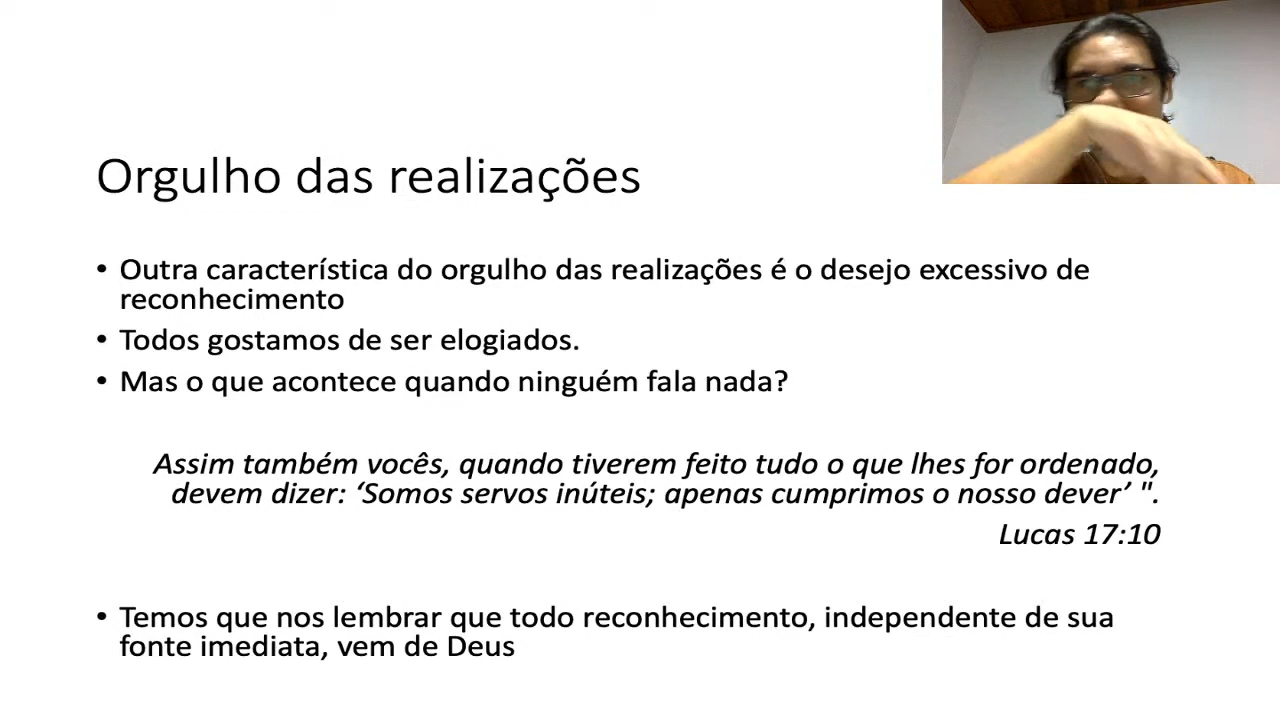 Orgulho das realizações
• Outra característica do orgulho das realizações é o desejo excessivo de
reconhecimento
• Todos gostamos de ser elogiados.
• Mas o que acontece quando ninguém fala nada?
Assim também vocês, quando tiverem feito tudo o que lhes for ordenado,
devem dizer: ‘Somos servos inúteis; apenas cumprimos o nosso dever’ ".
Lucas 17:10
• Temos que nos lembrar que todo reconhecimento, independente de sua
fonte imediata, vem de Deus